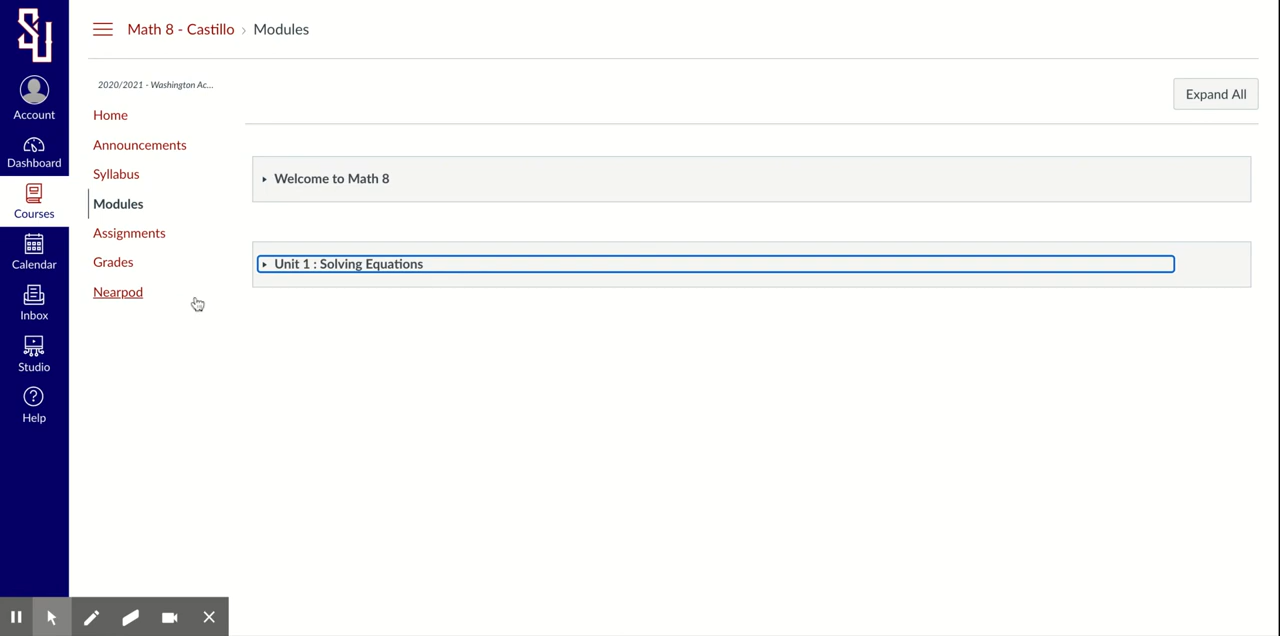 Math 8 - Castillo › Modules
Account
Dashboard
Courses
Calendar
Inbox
Studio
Help
2020/2021 - Washington Ac...
Home
Announcements
Syllabus
Modules
Assignments
Grades
Nearpod
Expand All
Welcome to Math 8
Unit 1 : Solving Equations